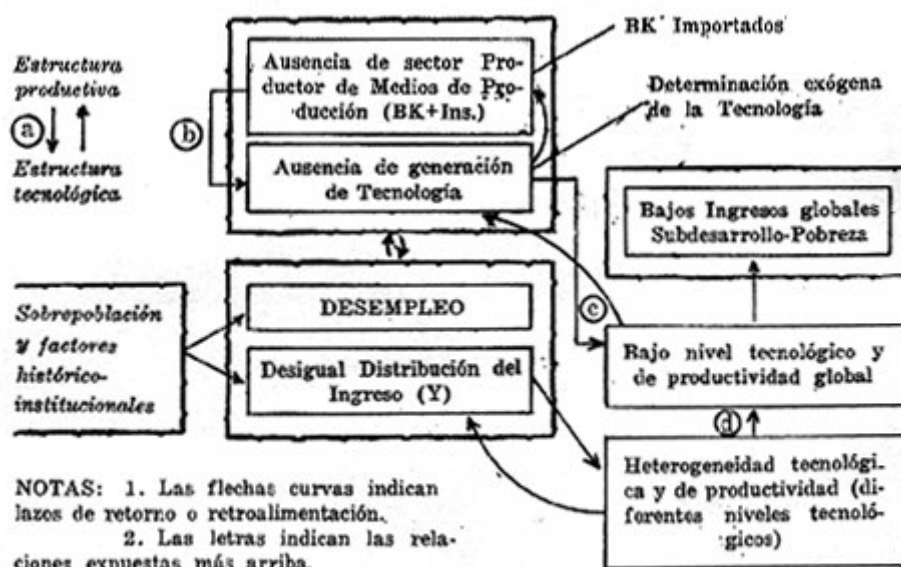 Estructura
productiva
a
Estructura
tecnológica
b
Ausencia de sector Pro-
ductor de Medios de Pro-
ducción (BK+Ins.)
Ausencia de generación
de Tecnología
BK Importados
Determinación exógena
de la Tecnología
Bajos Ingresos globales
Subdesarrollo-Pobreza
Sobropoblación
y factores
histórico-
institucionales
DESEMPLEO
Desigual Distribución del
Ingreso (Y)
c
Bajo nivel tecnológico y
de productividad global
d
Heterogeneidad tecnológi-
ca y de productividad (di-
ferentes niveles tecnoló-
gicos)
NOTAS: 1. Las flechas curvas indican
lazos de retorno o retroalimentación.
2. Las letras indican las rela-
ciones expuestas más arriba.